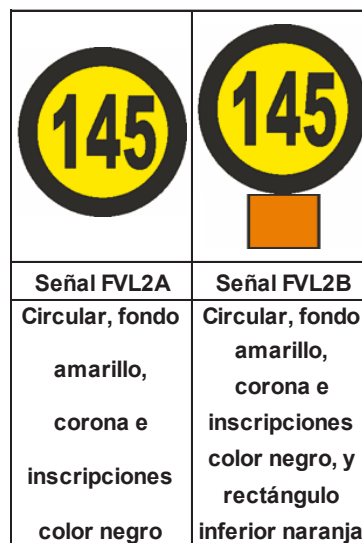 145
145
Señal FVL2A
Señal FVL2B
Circular, fondo
amarillo,
corona e
inscripciones
color negro
Circular, fondo
amarillo,
corona e
inscripciones
color negro, y
rectángulo
inferior naranja